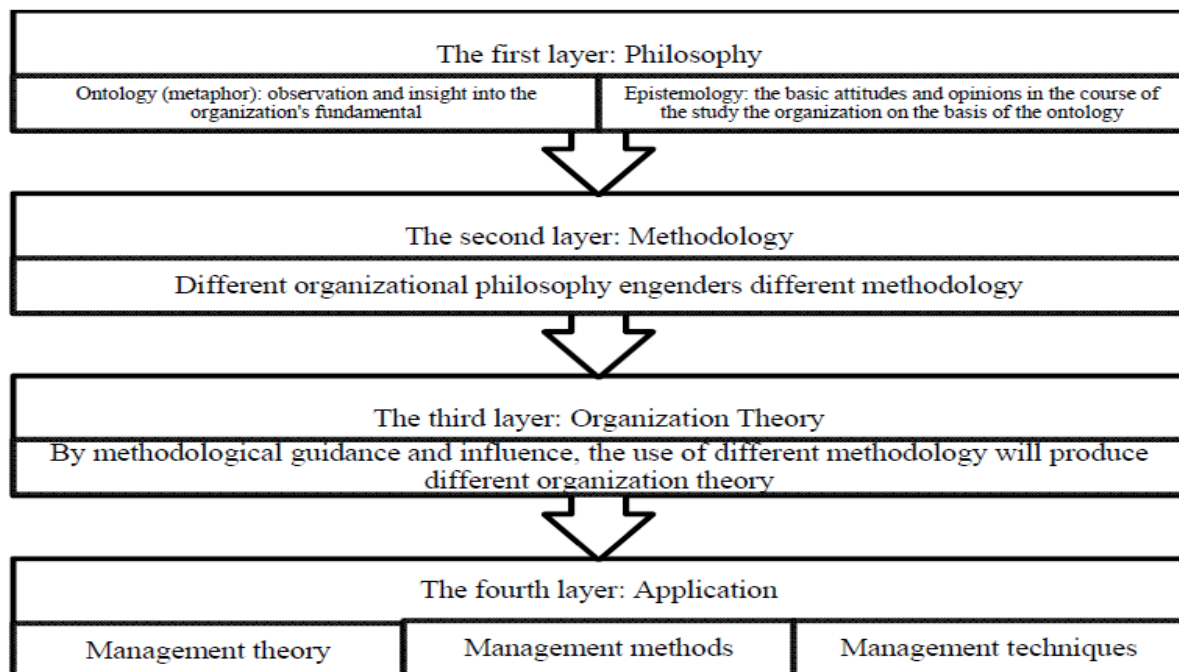 The first layer: Philosophy
Ontology (metaphor): observation and insight into the
organization's fundamental
Epistemology: the basic attitudes and opinions in the course of
the study the organization on the basis of the ontology
The second layer: Methodology
Different organizational philosophy engenders different methodology
The third layer: Organization Theory
By methodological guidance and influence, the use of different methodology will produce
different organization theory
The fourth layer: Application
Management theory
Management methods
Management techniques